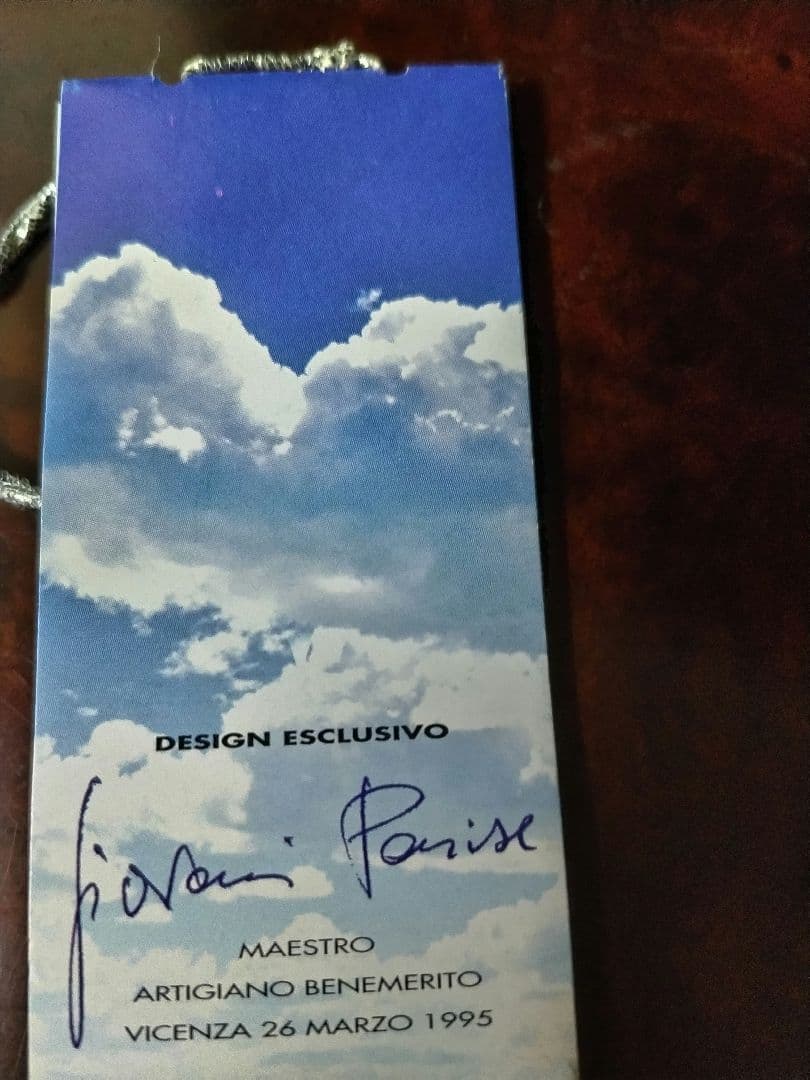 DESIGN ESCLUSIVO
Giovanni Parise
MAESTRO
ARTIGIANO BENEMERITO
VICENZA 26 MARZO 1995